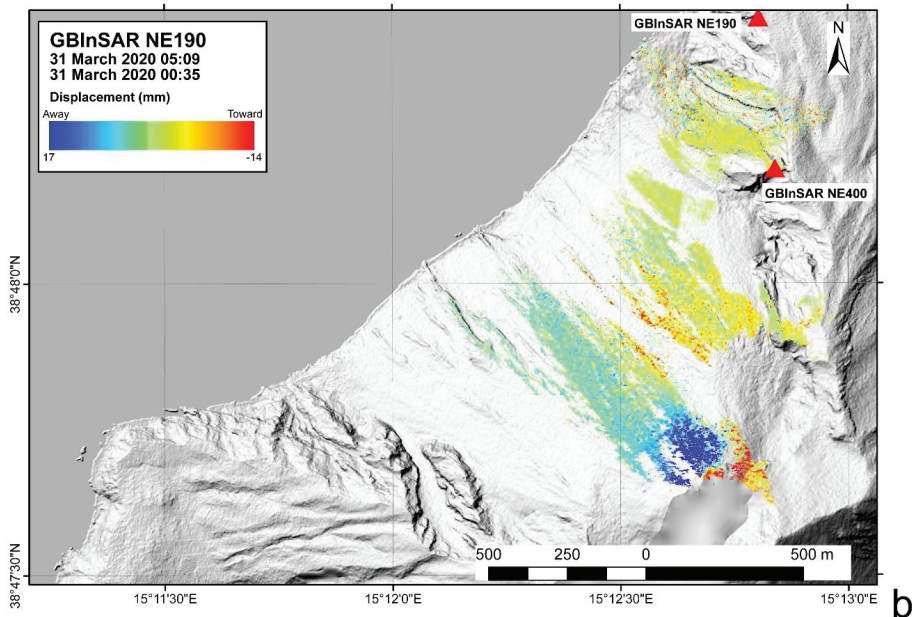 GBInSAR NE190
31 March 2020 05:09
31 March 2020 00:35
Displacement (mm)
Away Toward
17 -14
GBInSAR NE190
N
GBInSAR NE400
38°48'0"N
38°47'30"N
500 250 0 500 m
15°11'30"E 15°12'0"E 15°12'30"E 15°13'0"E
b